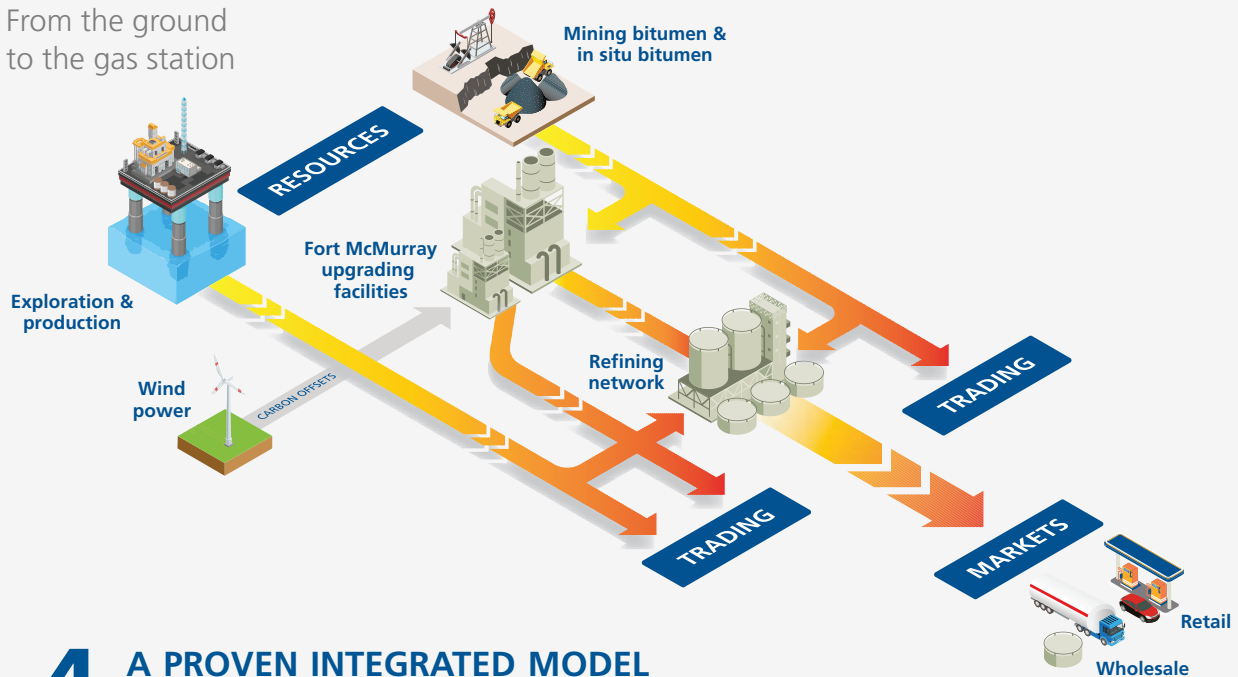 From the ground
to the gas station
Mining bitumen &
in situ bitumen
RESOURCES
Fort McMurray
upgrading
facilities
Exploration &
production
Wind
power
CARBON OFFSETS
Refining
network
TRADING
TRADING
MARKETS
Retail
Wholesale
4 A PROVEN INTEGRATED MODEL